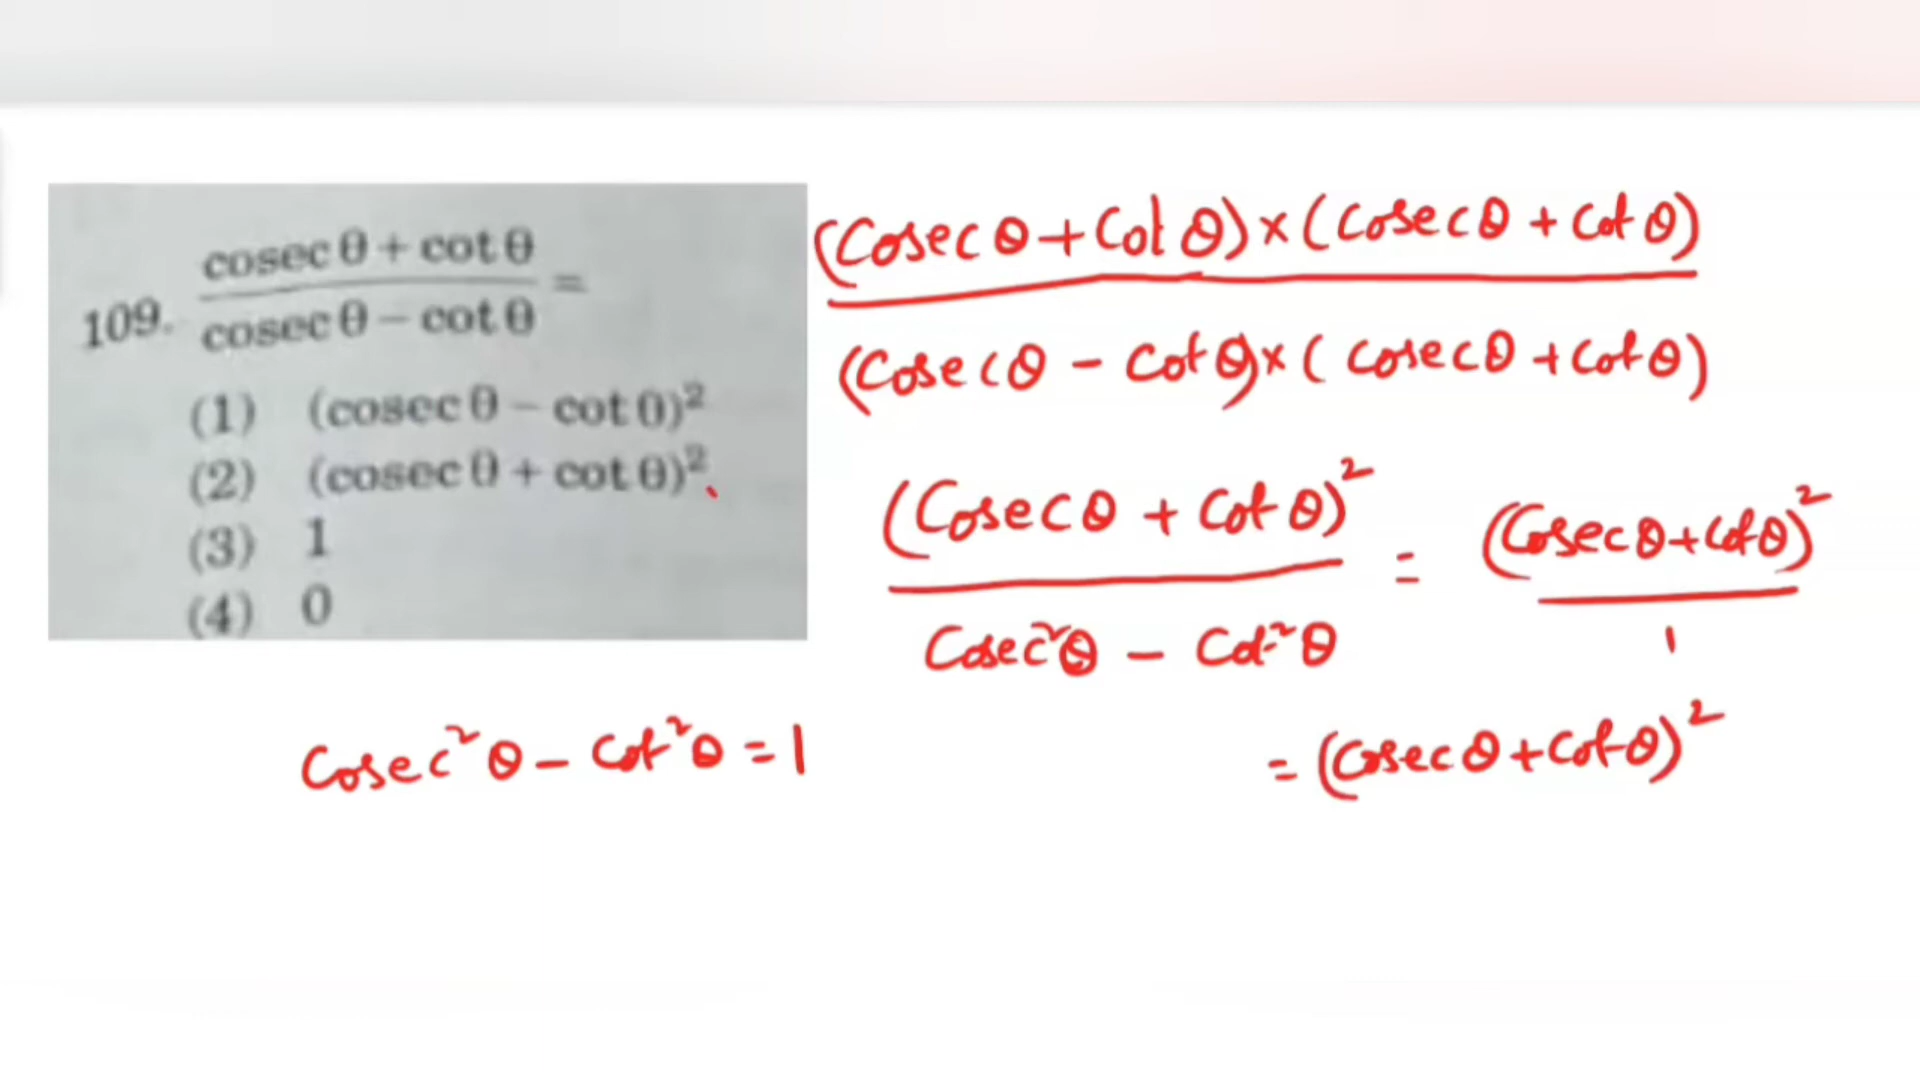 109. cosec θ + cot θ / cosec θ − cot θ =
(1) (cosec θ − cot θ)²
(2) (cosec θ + cot θ)²
(3) 1
(4) 0
(Cosec θ + Cot θ) × (Cosec θ + Cot θ)
(Cosec θ − Cot θ) × (Cosec θ + Cot θ)
(Cosec θ + Cot θ)² / Cosec²θ − Cot²θ = (Cosec θ + Cot θ)² / 1
= (Cosec θ + Cot θ)²
Cosec²θ − Cot²θ = 1